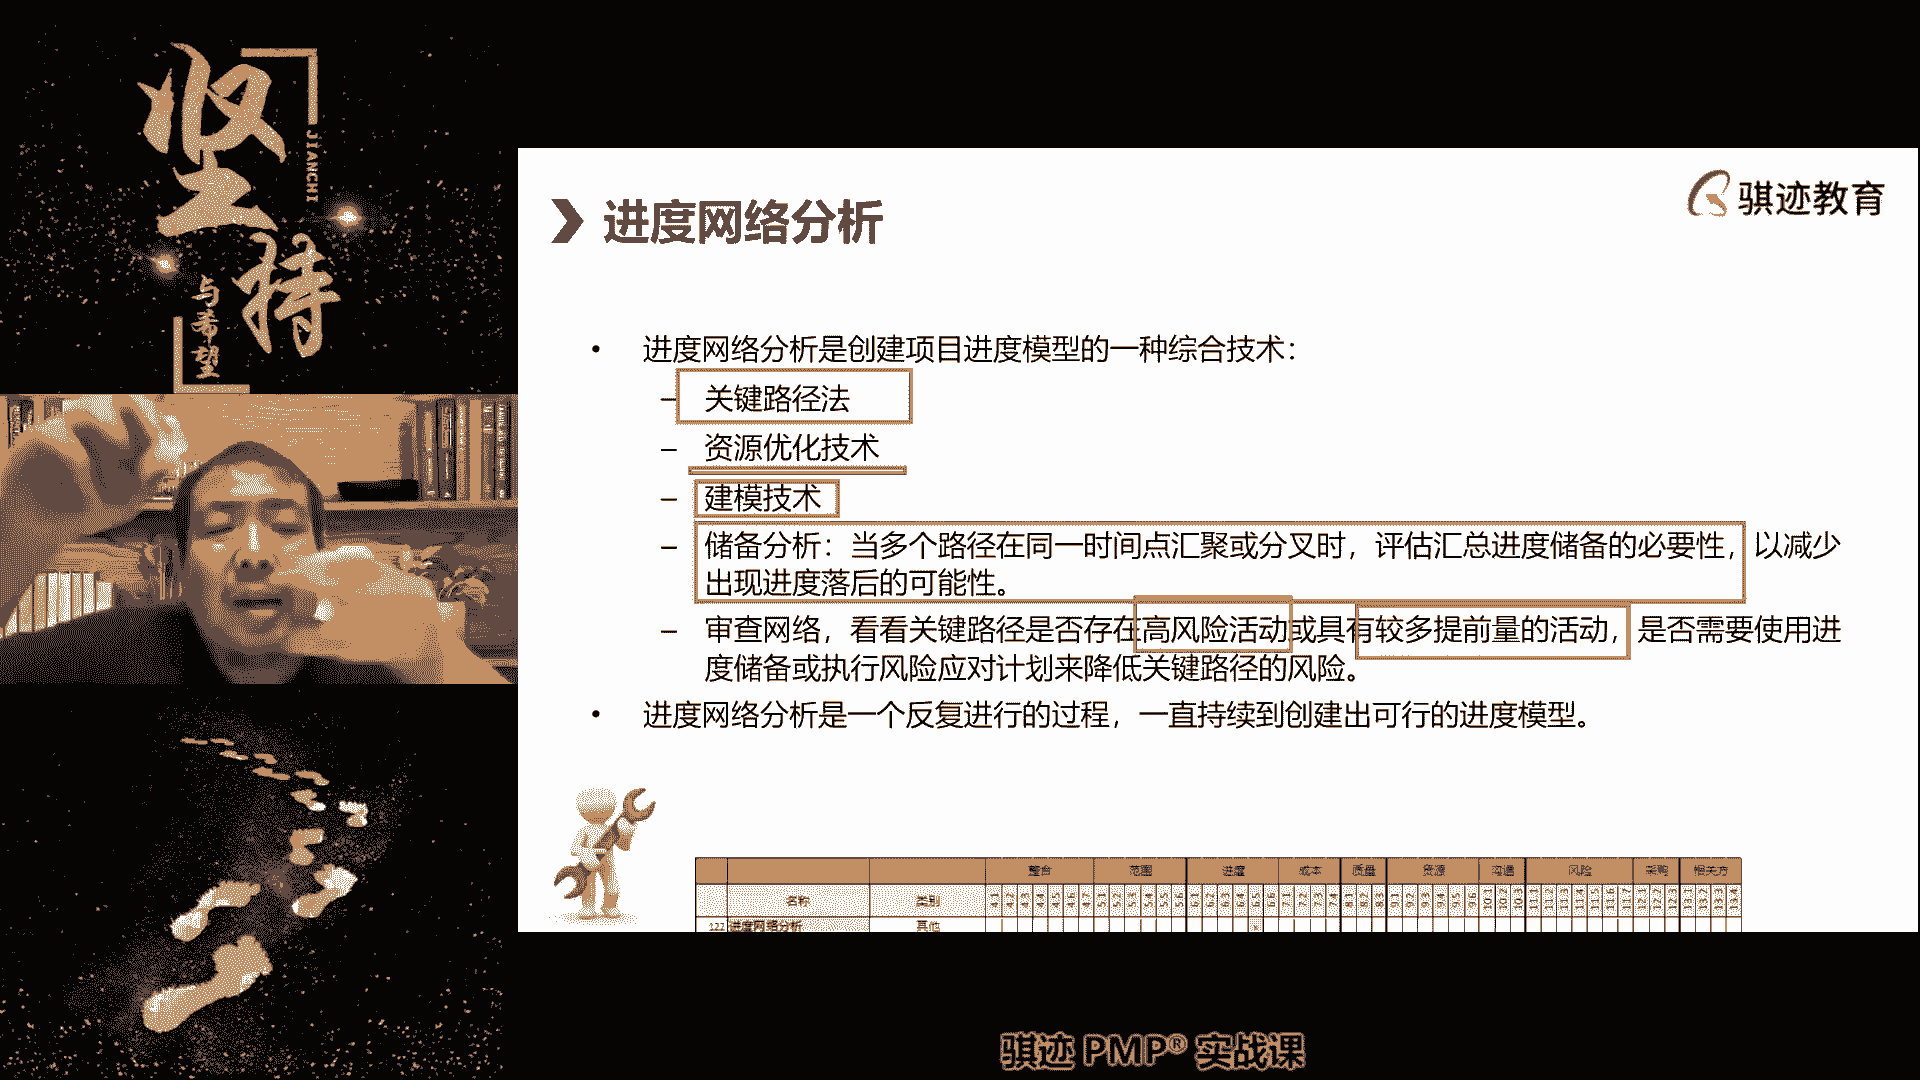 坚持
JIANCHI
与希望
骐迹教育
进度网络分析
• 进度网络分析是创建项目进度模型的一种综合技术：
– 关键路径法
– 资源优化技术
– 建模技术
– 储备分析：当多个路径在同一时间点汇聚或分叉时，评估汇总进度储备的必要性，以减少
出现进度落后的可能性。
– 审查网络，看看关键路径是否存在高风险活动或具有较多提前量的活动，是否需要使用进
度储备或执行风险应对计划来降低关键路径的风险。
• 进度网络分析是一个反复进行的过程，一直持续到创建出可行的进度模型。
整合 范围 进度 成本 质量 资源 沟通 风险 采购 相关方
名称 类别
122 进度网络分析 其他
骐迹 PMP® 实战课